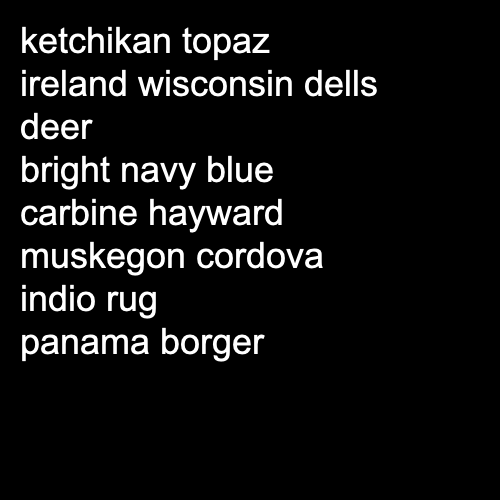 ketchikan topaz
ireland wisconsin dells
deer
bright navy blue
carbine hayward
muskegon cordova
indio rug
panama borger